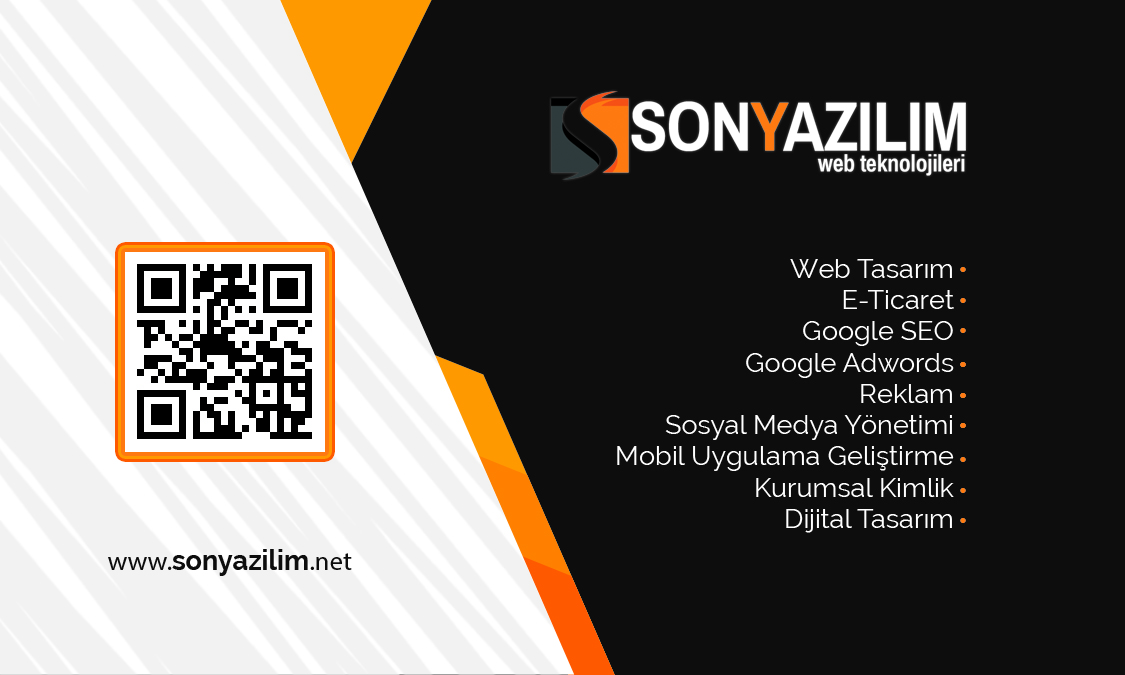 SONYAZILIM
web teknolojileri
Web Tasarım
E-Ticaret
Google SEO
Google Adwords
Reklam
Sosyal Medya Yönetimi
Mobil Uygulama Geliştirme
Kurumsal Kimlik
Dijital Tasarım
www.sonyazilim.net